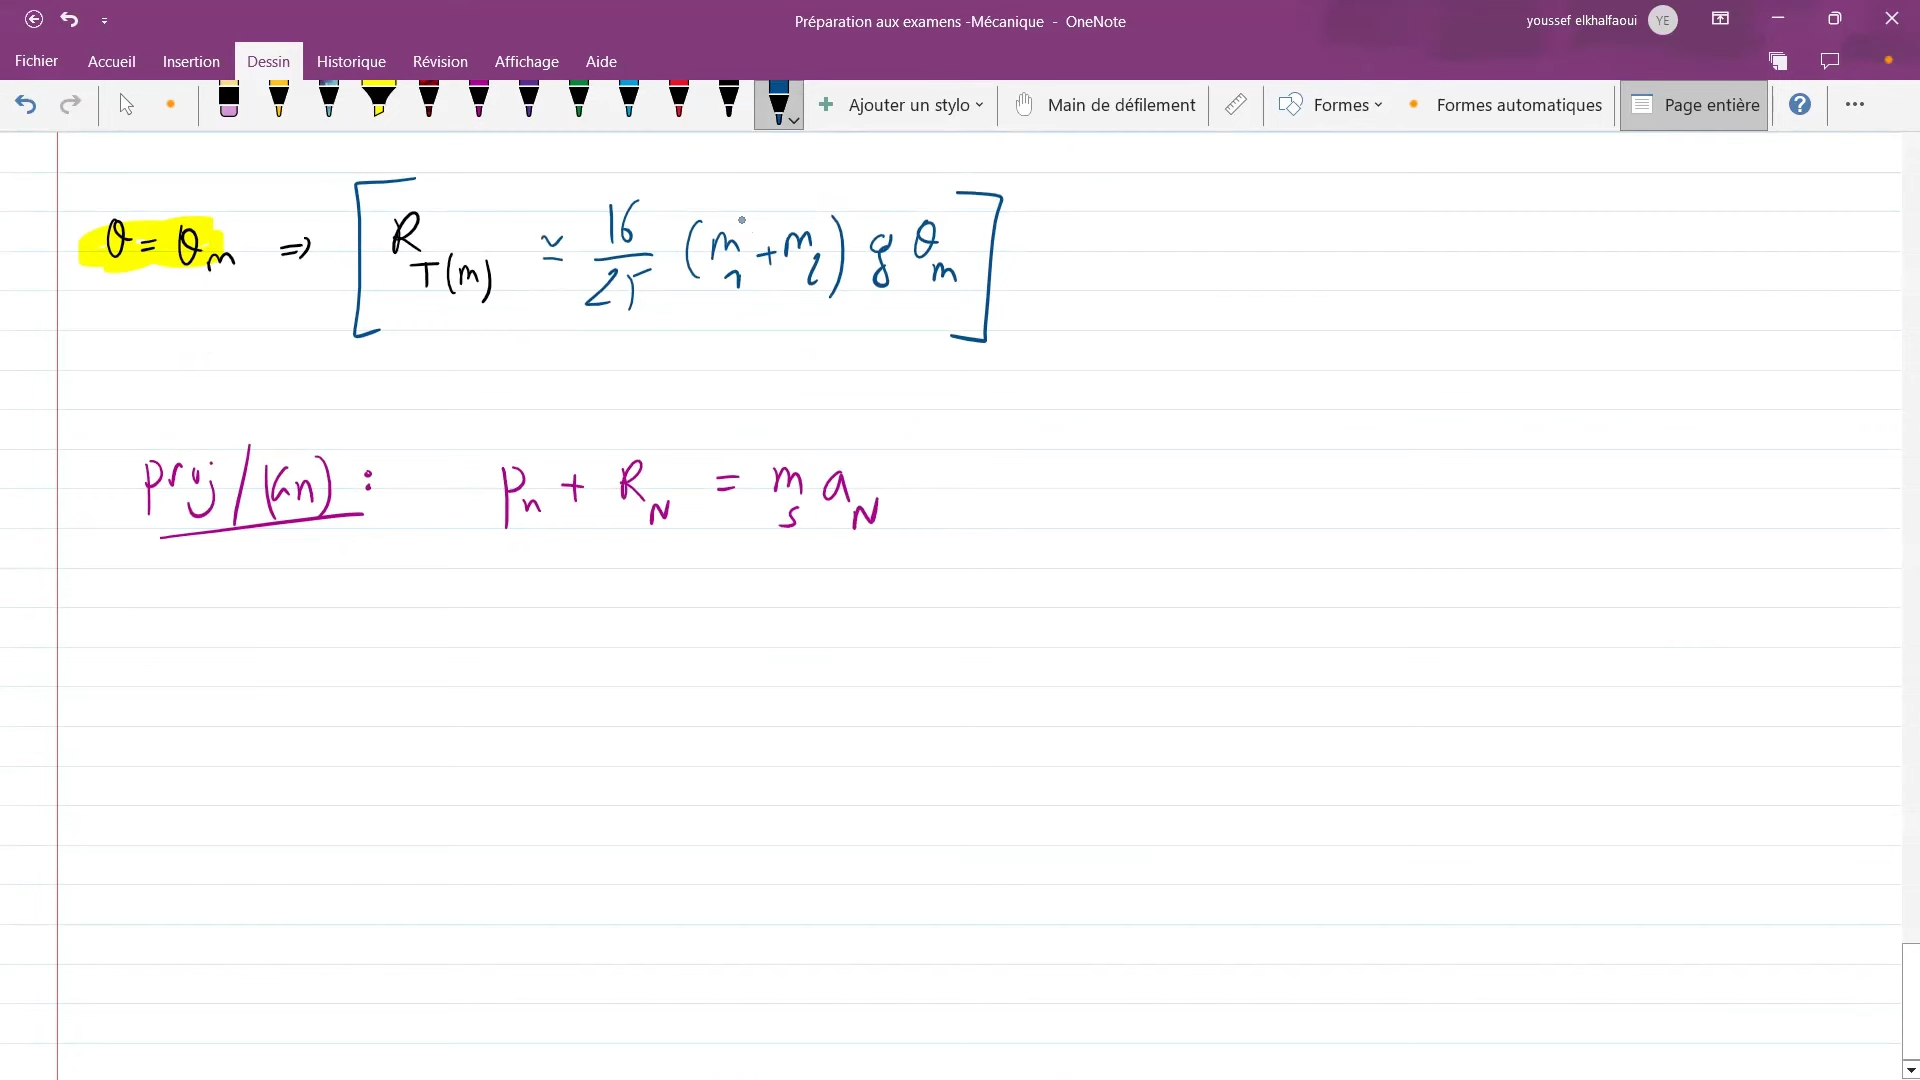 Préparation aux examens -Mécanique - OneNote
youssef elkhalfaoui YE
Fichier Accueil Insertion Dessin Historique Révision Affichage Aide
Ajouter un stylo Main de défilement Formes Formes automatiques Page entière ?
θ = θm => [ R T(m) ≃ 16/25 (m1 + m2) g θm ]
Proj/(Gn) : Pn + RN = ms aN